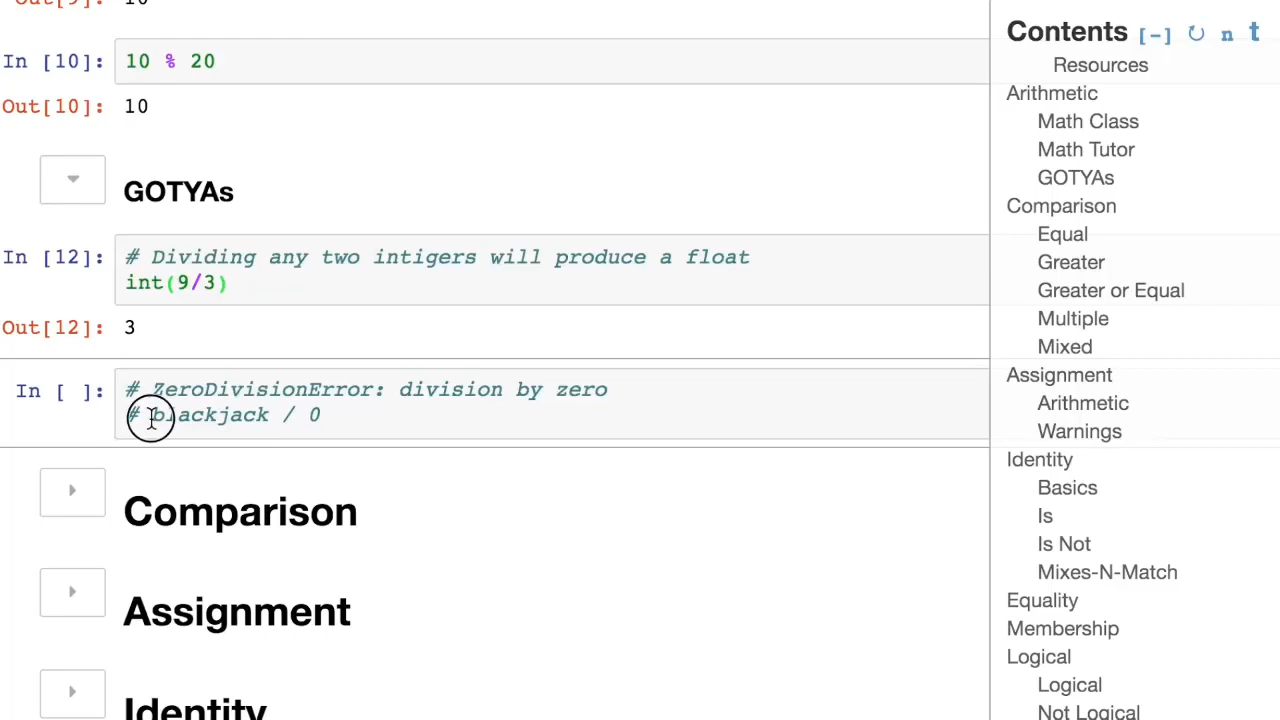 Out[9]: 10
In [10]: 10 % 20
Out[10]: 10
GOTYAs
In [12]: # Dividing any two intigers will produce a float
int(9/3)
Out[12]: 3
In [ ]: # ZeroDivisionError: division by zero
# blackjack / 0
Comparison
Assignment
Identity
Contents [-] n t
Resources
Arithmetic
Math Class
Math Tutor
GOTYAs
Comparison
Equal
Greater
Greater or Equal
Multiple
Mixed
Assignment
Arithmetic
Warnings
Identity
Basics
Is
Is Not
Mixes-N-Match
Equality
Membership
Logical
Logical
Not Logical